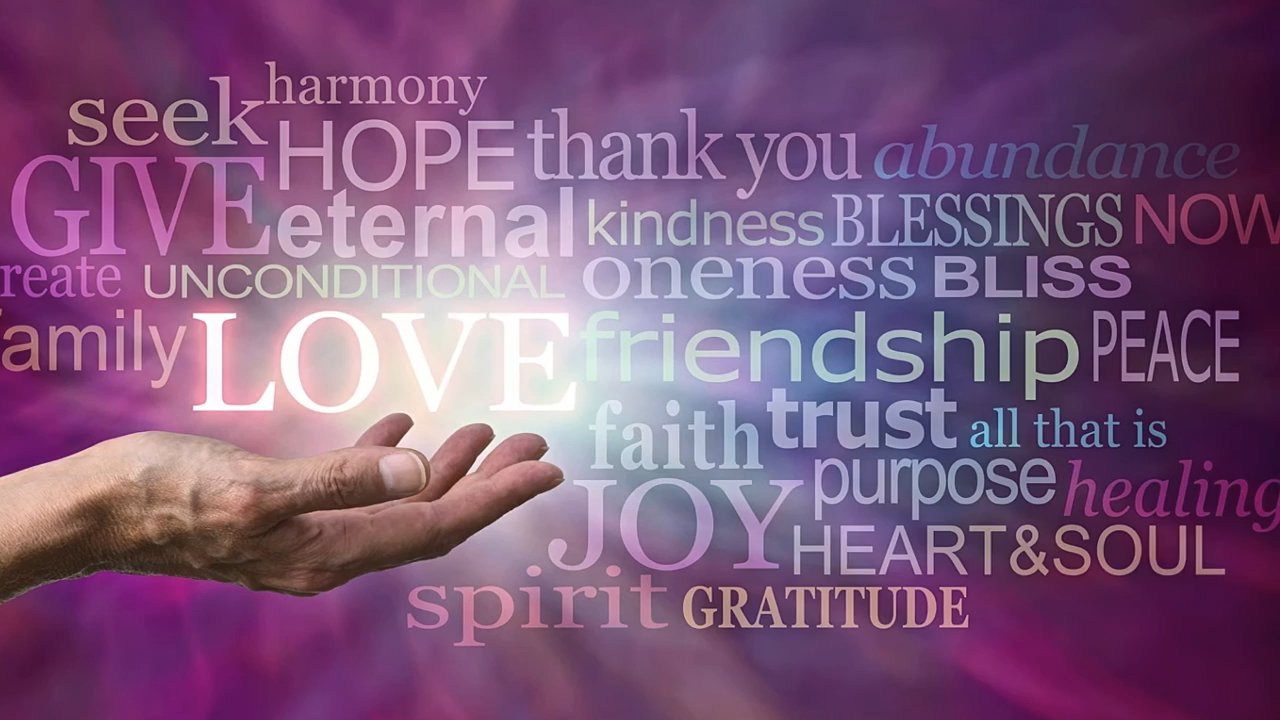 harmony
seek
HOPE thank you abundance
GIVE eternal kindness BLESSINGS NOW
reate UNCONDITIONAL oneness BLISS
family LOVE friendship PEACE
faith trust all that is
purpose healing
JOY HEART&SOUL
spirit GRATITUDE